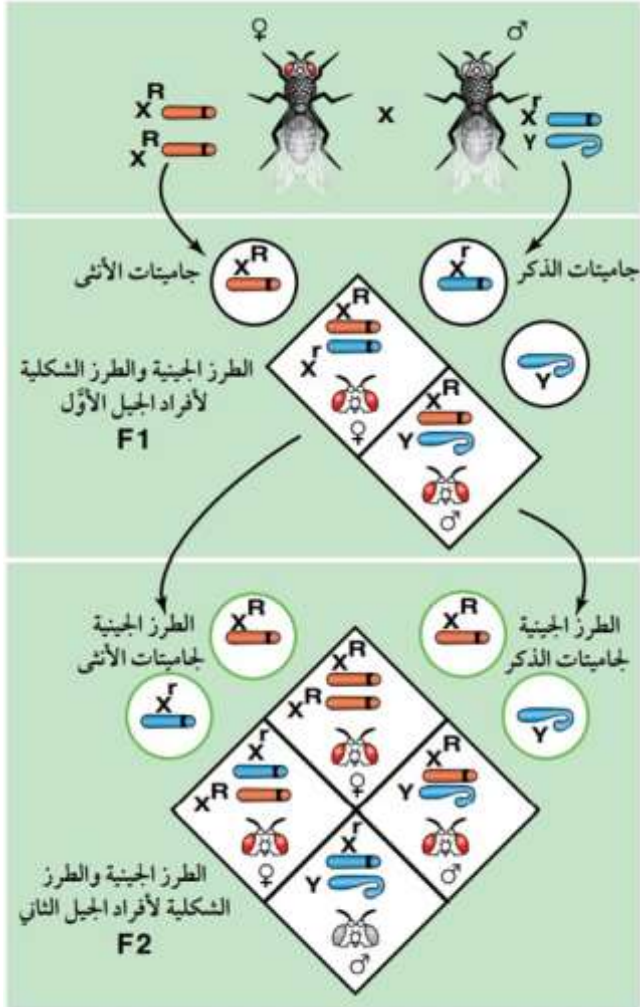 ♀
♂
X^R
X^R
x
X^r
Y
جاميتات الأنثى
X^R
X^r
جاميتات الذكر
Y
الطرز الجينية والطرز الشكلية
لأفراد الجيل الأوَّل
F1
X^R
X^r
♀
X^R
Y
♂
الطرز الجينية
لجاميتات الأنثى
X^R
X^r
X^R
الطرز الجينية
لجاميتات الذكر
Y
X^R
X^R
♀
X^r
X^R
♀
X^R
Y
♂
X^r
Y
♂
الطرز الجينية والطرز
الشكلية لأفراد الجيل الثاني
F2